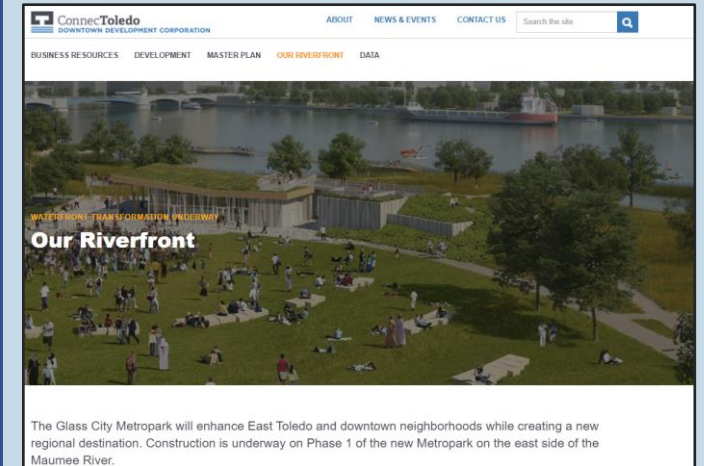 ConnecToledo
DOWNTOWN DEVELOPMENT CORPORATION
ABOUT NEWS & EVENTS CONTACT US Search the site
BUSINESS RESOURCES DEVELOPMENT MASTER PLAN OUR RIVERFRONT DATA
WATERFRONT TRANSFORMATION UNDERWAY
Our Riverfront
The Glass City Metropark will enhance East Toledo and downtown neighborhoods while creating a new
regional destination. Construction is underway on Phase 1 of the new Metropark on the east side of the
Maumee River.